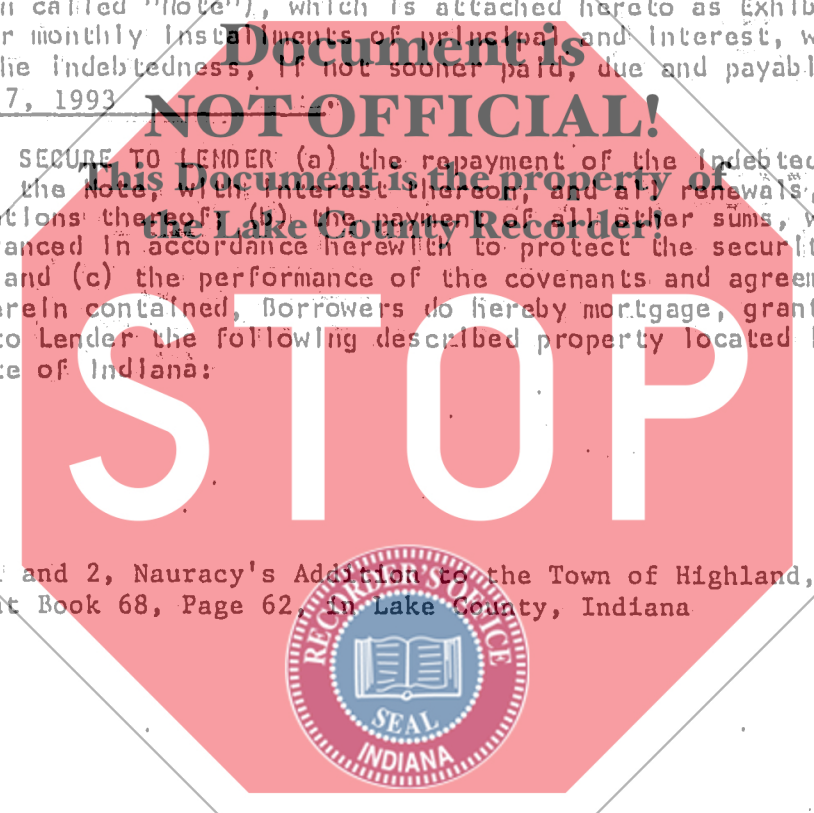 n called "Note"), which is attached hereto as Exhib
r monthly installments of principal and interest, w
he indebtedness, if not sooner paid, due and payabl
7, 1993
SECURE TO LENDER (a) the repayment of the indebted
the Note, with interest thereon, and all renewals,
tions thereof; (b) the payment of all other sums, w
anced in accordance herewith to protect the securit
and (c) the performance of the covenants and agreem
rein contained, Borrowers do hereby mortgage, grant
to Lender the following described property located
te of Indiana:
and 2, Nauracy's Addition to the Town of Highland,
t Book 68, Page 62, in Lake County, Indiana
Document is
NOT OFFICIAL!
This Document is the property of
the Lake County Recorder!
STOP
RECORDER'S OFFICE
SEAL
INDIANA